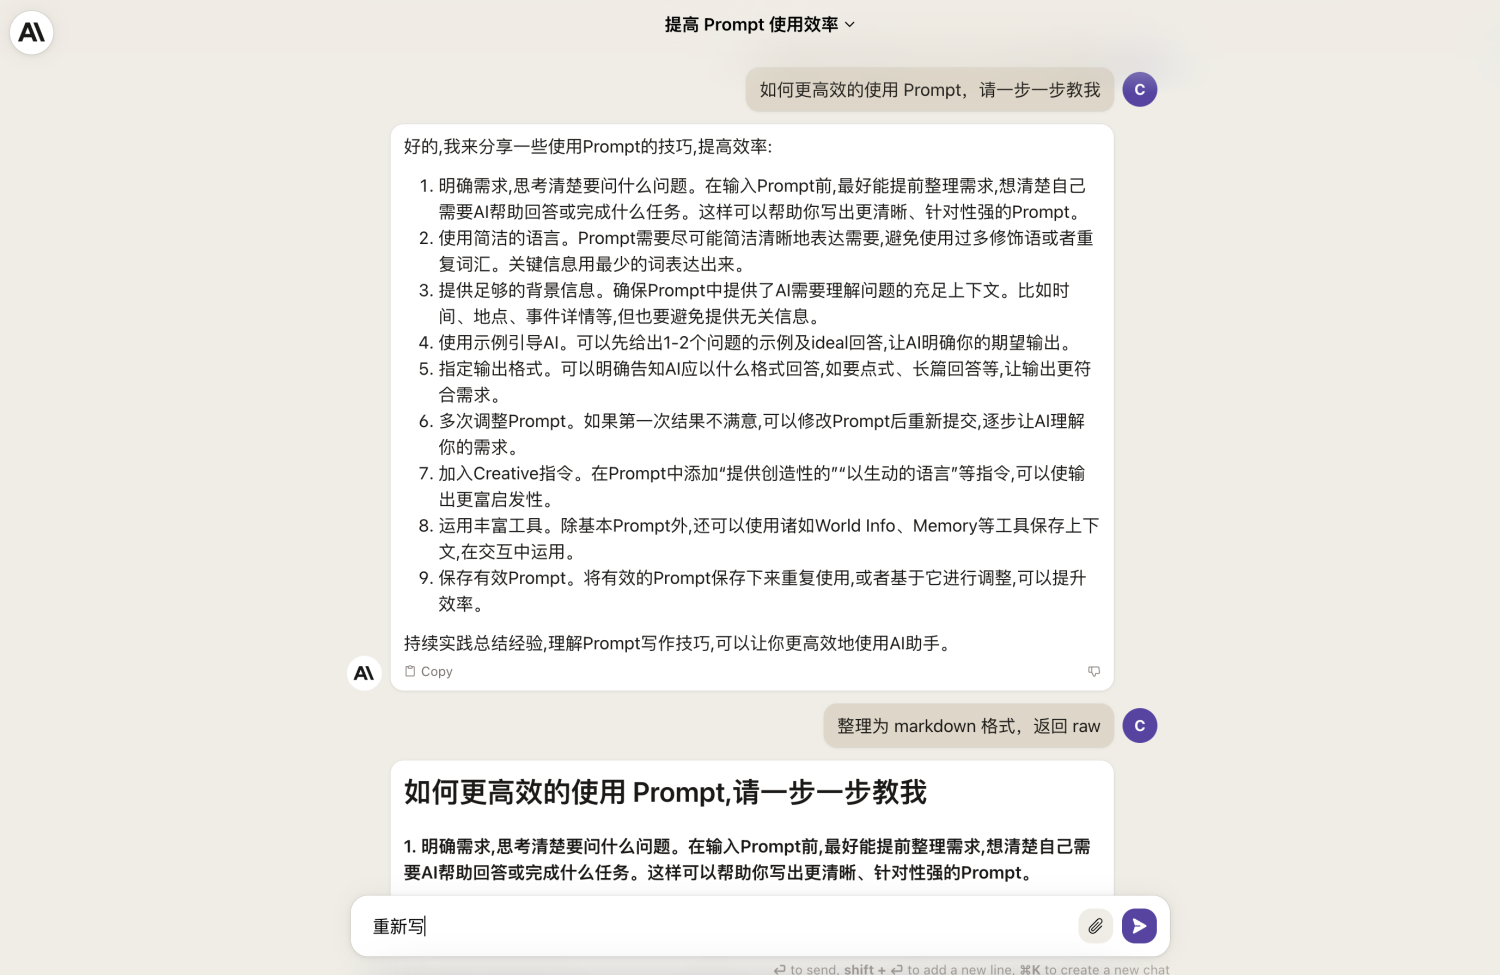 提高 Prompt 使用效率
如何更高效的使用 Prompt，请一步一步教我
C
好的,我来分享一些使用Prompt的技巧,提高效率:
1. 明确需求,思考清楚要问什么问题。在输入Prompt前,最好能提前整理需求,想清楚自己
需要AI帮助回答或完成什么任务。这样可以帮助你写出更清晰、针对性强的Prompt。
2. 使用简洁的语言。Prompt需要尽可能简洁清晰地表达需要,避免使用过多修饰语或者重
复词汇。关键信息用最少的词表达出来。
3. 提供足够的背景信息。确保Prompt中提供了AI需要理解问题的充足上下文。比如时
间、地点、事件详情等,但也要避免提供无关信息。
4. 使用示例引导AI。可以先给出1-2个问题的示例及ideal回答,让AI明确你的期望输出。
5. 指定输出格式。可以明确告知AI应以什么格式回答,如要点式、长篇回答等,让输出更符
合需求。
6. 多次调整Prompt。如果第一次结果不满意,可以修改Prompt后重新提交,逐步让AI理解
你的需求。
7. 加入Creative指令。在Prompt中添加“提供创造性的”“以生动的语言”等指令,可以使输
出更富启发性。
8. 运用丰富工具。除基本Prompt外,还可以使用诸如World Info、Memory等工具保存上下
文,在交互中运用。
9. 保存有效Prompt。将有效的Prompt保存下来重复使用,或者基于它进行调整,可以提升
效率。
持续实践总结经验,理解Prompt写作技巧,可以让你更高效地使用AI助手。
Copy
整理为 markdown 格式，返回 raw
C
如何更高效的使用 Prompt,请一步一步教我
1. 明确需求,思考清楚要问什么问题。在输入Prompt前,最好能提前整理需求,想清楚自己需
要AI帮助回答或完成什么任务。这样可以帮助你写出更清晰、针对性强的Prompt。
重新写
to send, shift + to add a new line, ⌘K to create a new chat